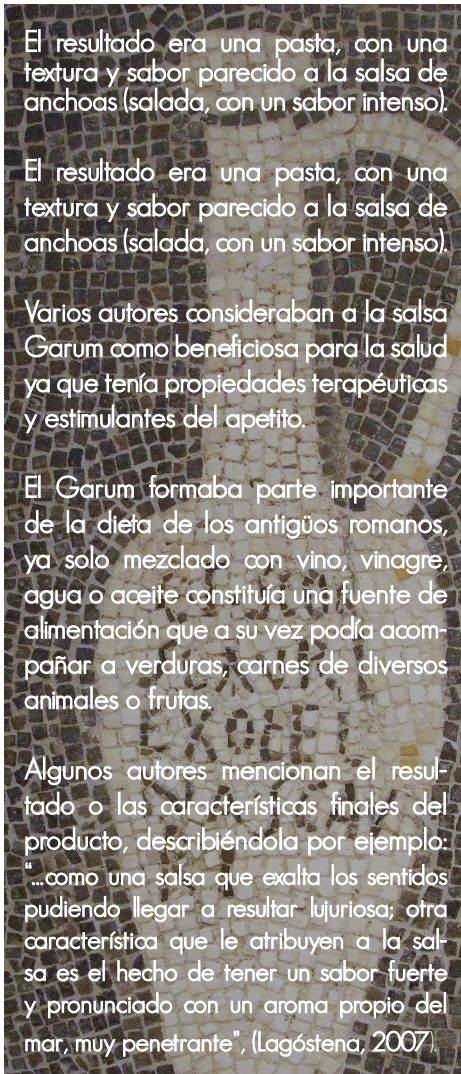 El resultado era una pasta, con una
textura y sabor parecido a la salsa de
anchoas (salada, con un sabor intenso).
El resultado era una pasta, con una
textura y sabor parecido a la salsa de
anchoas (salada, con un sabor intenso).
Varios autores consideraban a la salsa
Garum como beneficiosa para la salud
ya que tenía propiedades terapéuticas
y estimulantes del apetito.
El Garum formaba parte importante
de la dieta de los antigüos romanos,
ya solo mezclado con vino, vinagre,
agua o aceite constituía una fuente de
alimentación que a su vez podía acom-
pañar a verduras, carnes de diversos
animales o frutas.
Algunos autores mencionan el resul-
tado o las características finales del
producto, describiéndola por ejemplo:
“...como una salsa que exalta los sentidos
pudiendo llegar a resultar lujuriosa; otra
característica que le atribuyen a la sal-
sa es el hecho de tener un sabor fuerte
y pronunciado con un aroma propio del
mar, muy penetrante”, (Lagóstena, 2007).